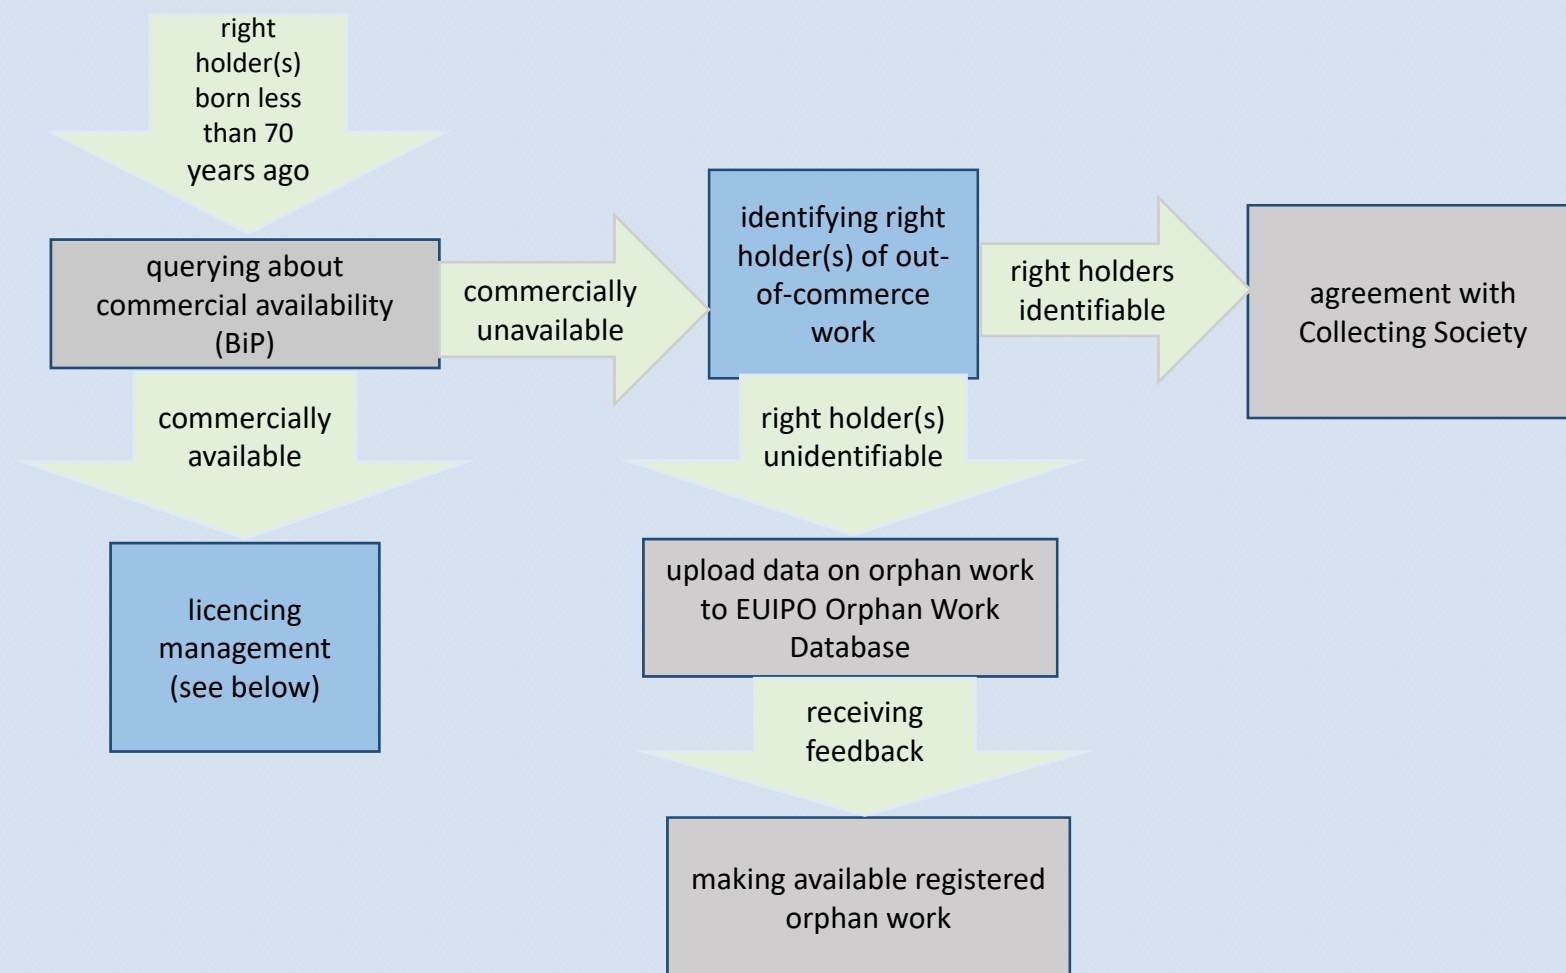 right
holder(s)
born less
than 70
years ago
querying about
commercial availability
(BiP)
commercially
unavailable
identifying right
holder(s) of out-
of-commerce
work
right holders
identifiable
agreement with
Collecting Society
commercially
available
right holder(s)
unidentifiable
licencing
management
(see below)
upload data on orphan work
to EUIPO Orphan Work
Database
receiving
feedback
making available registered
orphan work